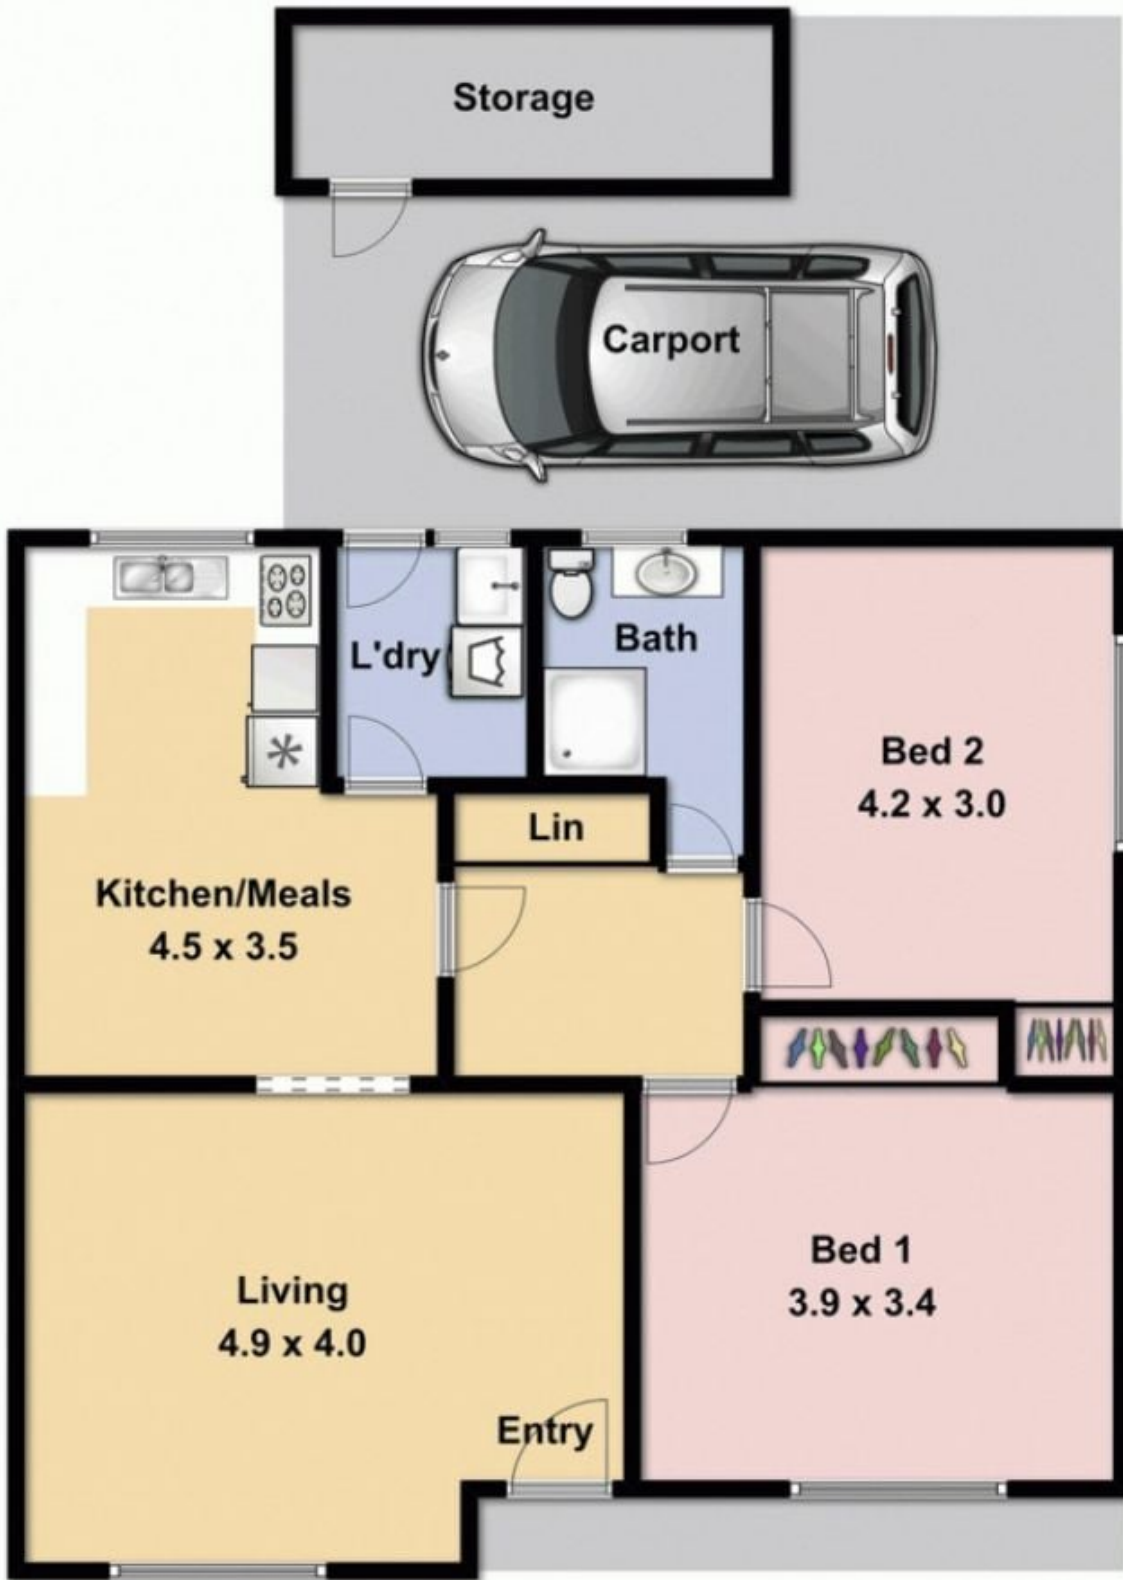 Storage
Carport
L'dry
Bath
Bed 2
4.2 x 3.0
Lin
Kitchen/Meals
4.5 x 3.5
Bed 1
3.9 x 3.4
Living
4.9 x 4.0
Entry